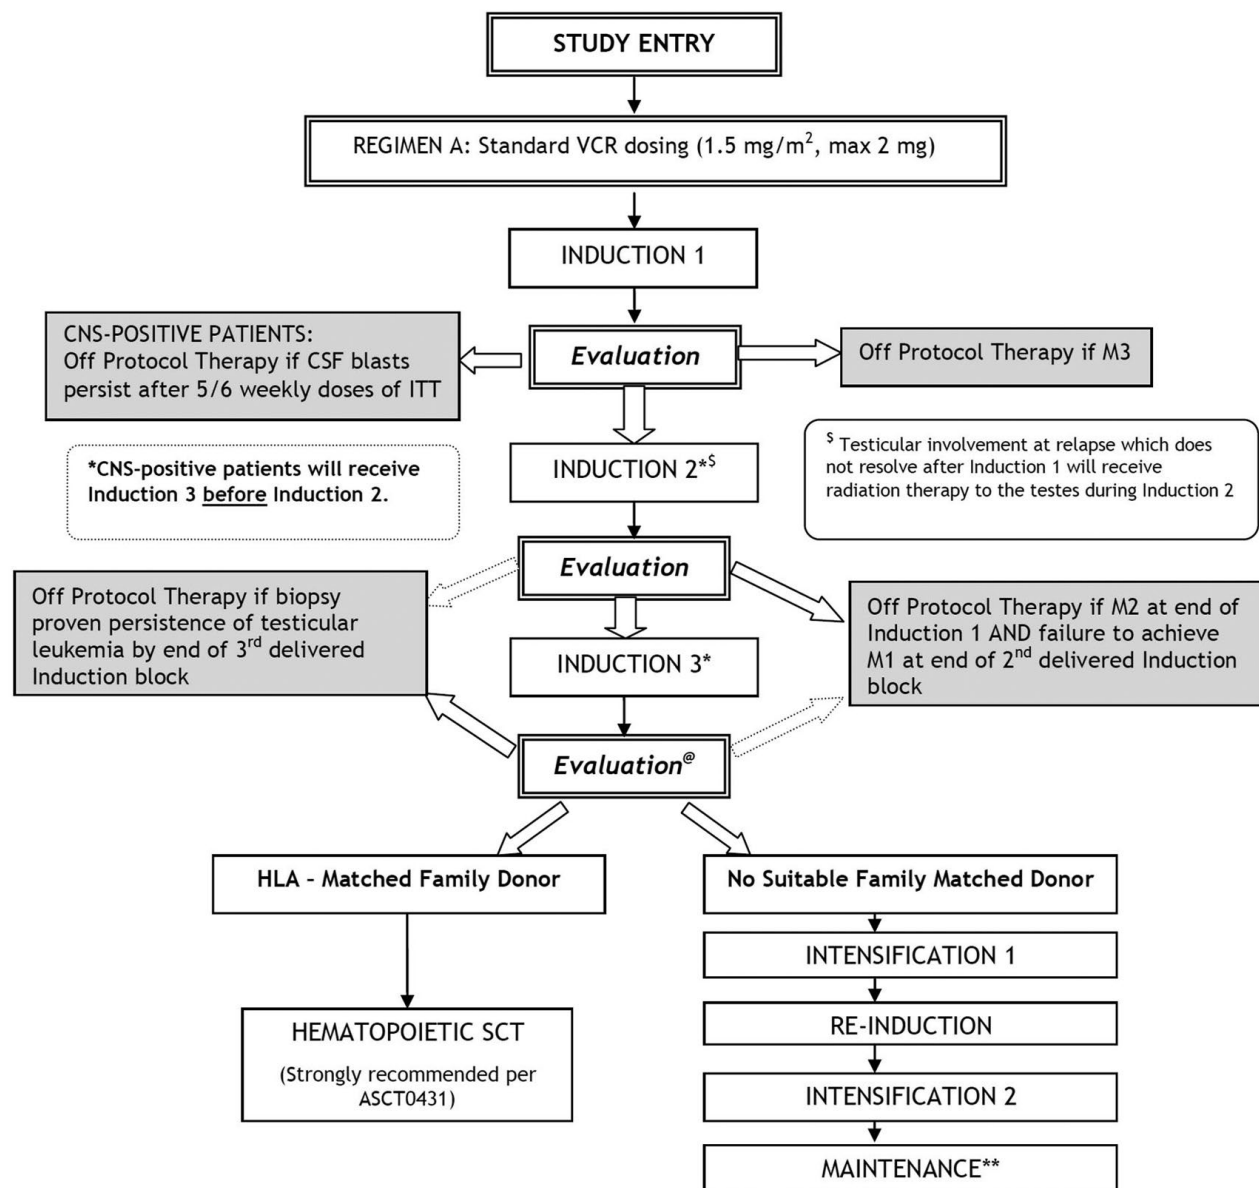 STUDY ENTRY
REGIMEN A: Standard VCR dosing (1.5 mg/m², max 2 mg)
INDUCTION 1
CNS-POSITIVE PATIENTS:
Off Protocol Therapy if CSF blasts
persist after 5/6 weekly doses of ITT
Evaluation
Off Protocol Therapy if M3
*CNS-positive patients will receive
Induction 3 before Induction 2.
INDUCTION 2*$
$ Testicular involvement at relapse which does
not resolve after Induction 1 will receive
radiation therapy to the testes during Induction 2
Evaluation
Off Protocol Therapy if biopsy
proven persistence of testicular
leukemia by end of 3rd delivered
Induction block
INDUCTION 3*
Off Protocol Therapy if M2 at end of
Induction 1 AND failure to achieve
M1 at end of 2nd delivered Induction
block
Evaluation@
HLA – Matched Family Donor
No Suitable Family Matched Donor
HEMATOPOIETIC SCT
(Strongly recommended per
ASCT0431)
INTENSIFICATION 1
RE-INDUCTION
INTENSIFICATION 2
MAINTENANCE**